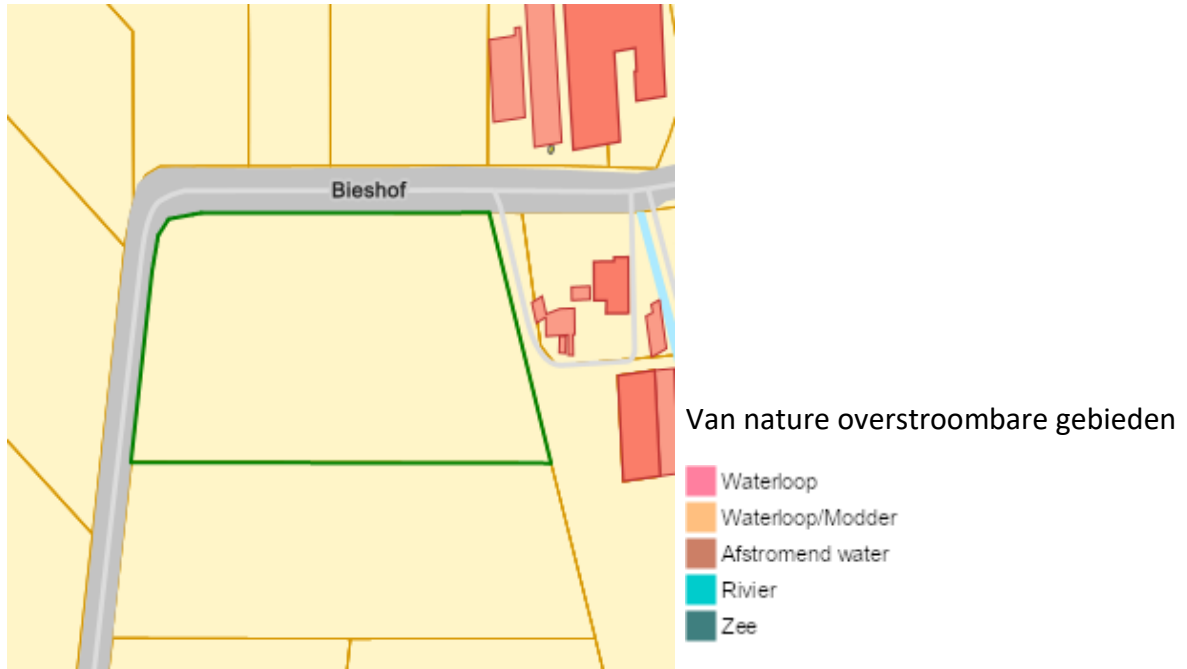 Bieshof
Van nature overstroombare gebieden
Waterloop
Waterloop/Modder
Afstromend water
Rivier
Zee